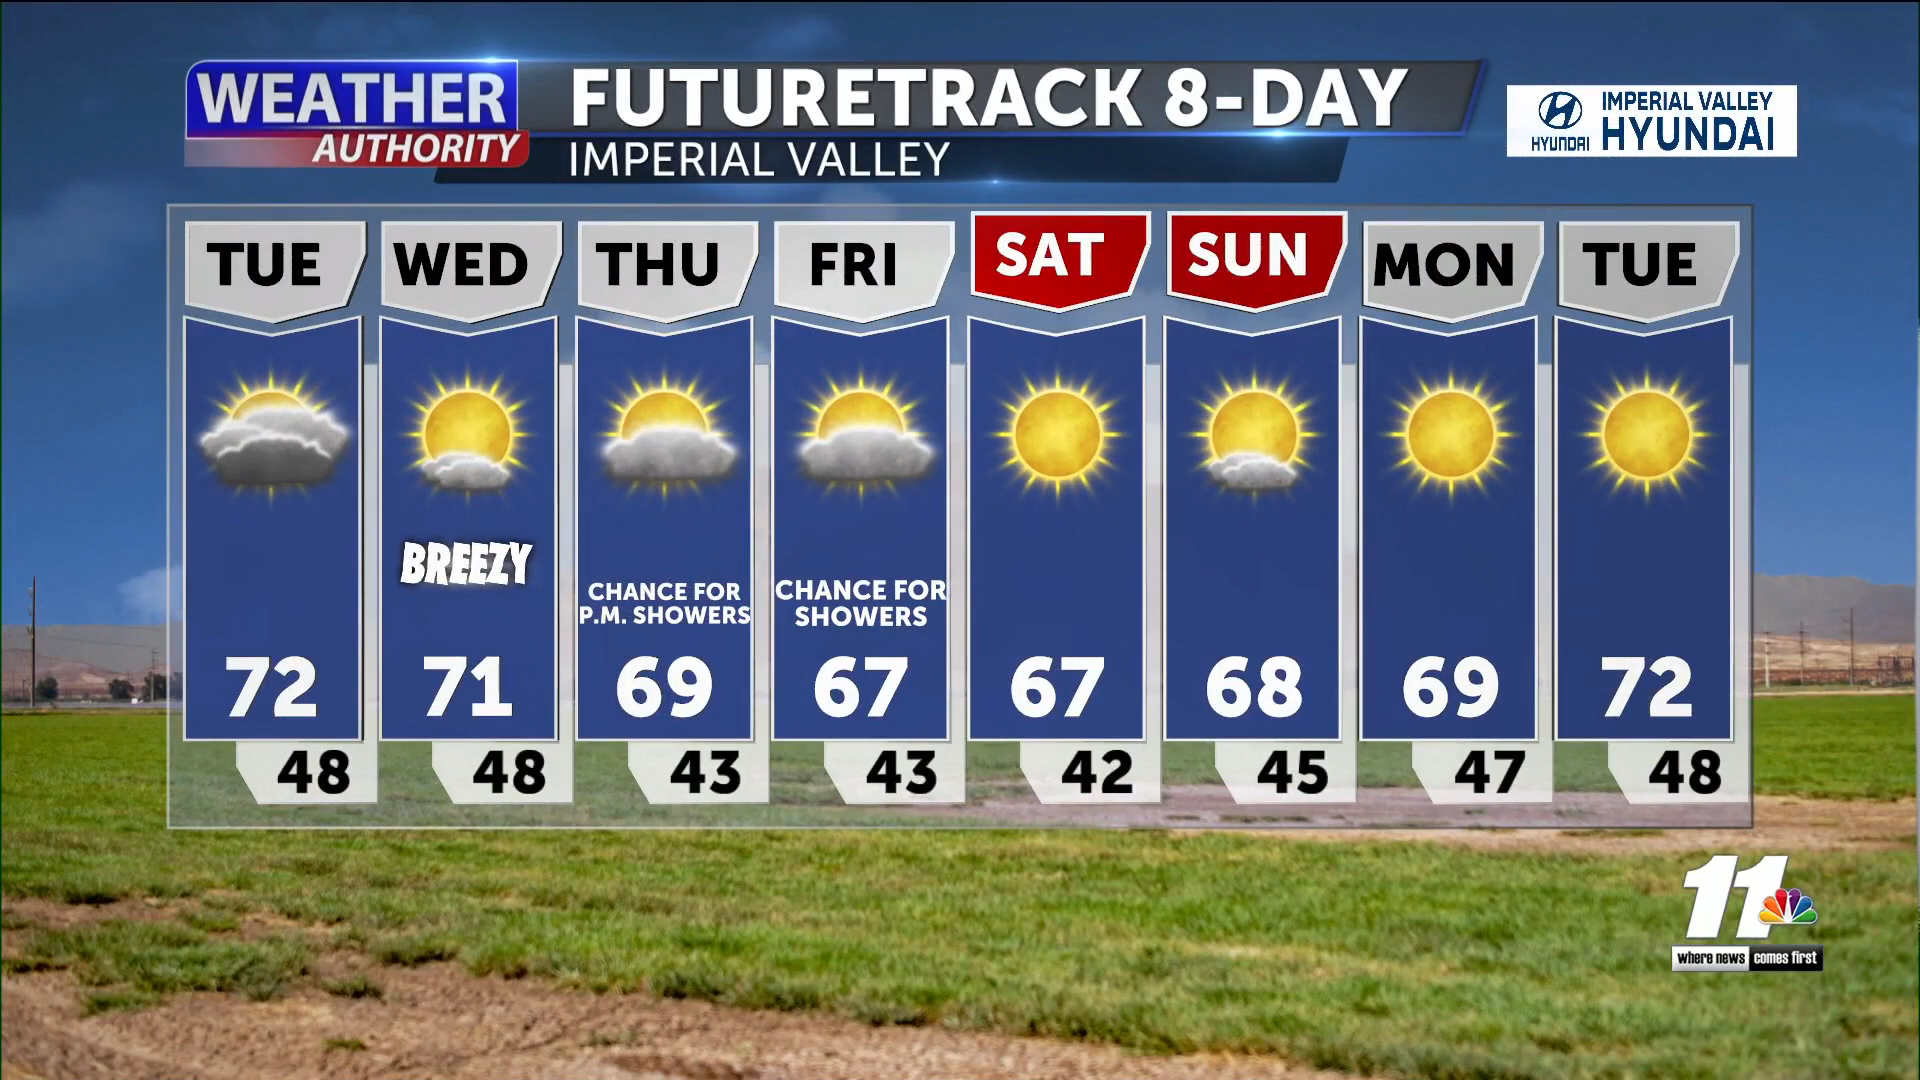 WEATHER
AUTHORITY
FUTURETRACK 8-DAY
IMPERIAL VALLEY
HYUNDAI
IMPERIAL VALLEY
HYUNDAI
TUE WED THU FRI SAT SUN MON TUE
BREEZY
CHANCE FOR
P.M. SHOWERS
CHANCE FOR
SHOWERS
72 71 69 67 67 68 69 72
48 48 43 43 42 45 47 48
11
where news comes first